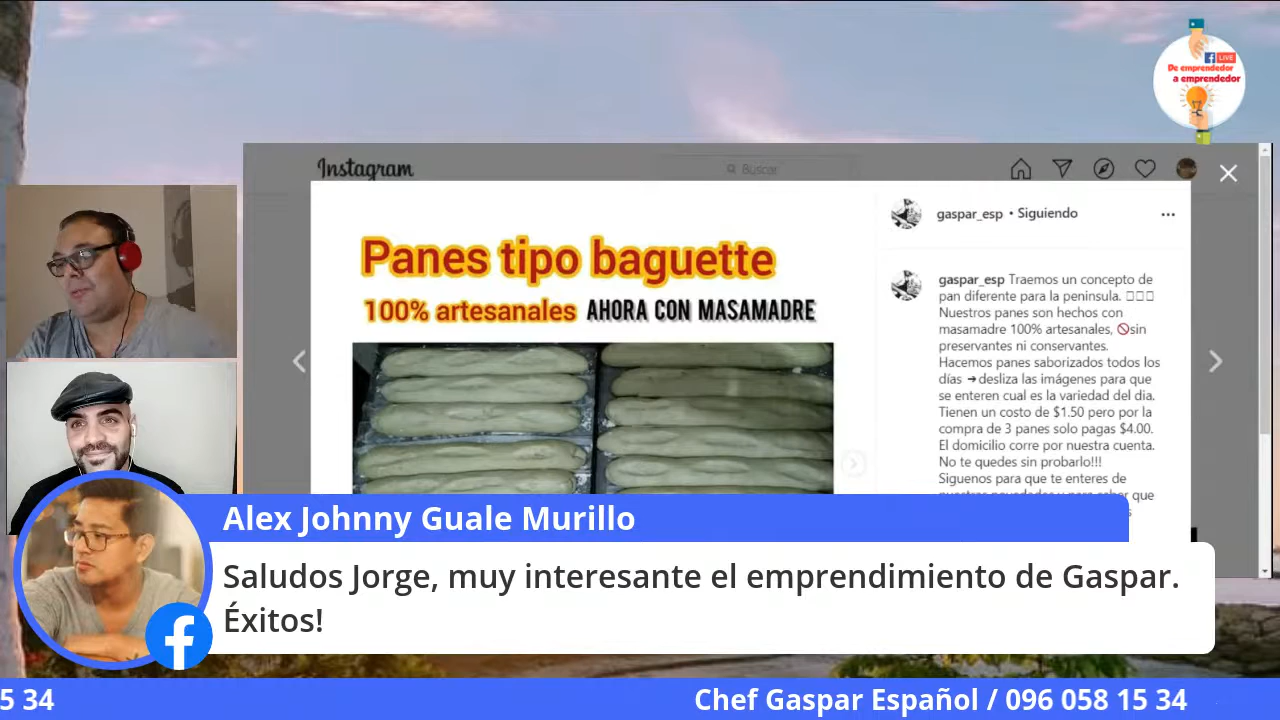 De emprendedor
a emprendedor
f LIVE
Instagram
Buscar
gaspar_esp • Siguiendo
Panes tipo baguette
100% artesanales AHORA CON MASAMADRE
gaspar_esp Traemos un concepto de
pan diferente para la peninsula.
Nuestros panes son hechos con
masamadre 100% artesanales, 🚫sin
preservantes ni conservantes.
Hacemos panes saborizados todos los
días ➔desliza las imágenes para que
se enteren cual es la variedad del dia.
Tienen un costo de $1.50 pero por la
compra de 3 panes solo pagas $4.00.
El domicilio corre por nuestra cuenta.
No te quedes sin probarlo!!!
Siguenos para que te enteres de
que
Alex Johnny Guale Murillo
Saludos Jorge, muy interesante el emprendimiento de Gaspar.
Éxitos!
5 34
Chef Gaspar Español / 096 058 15 34